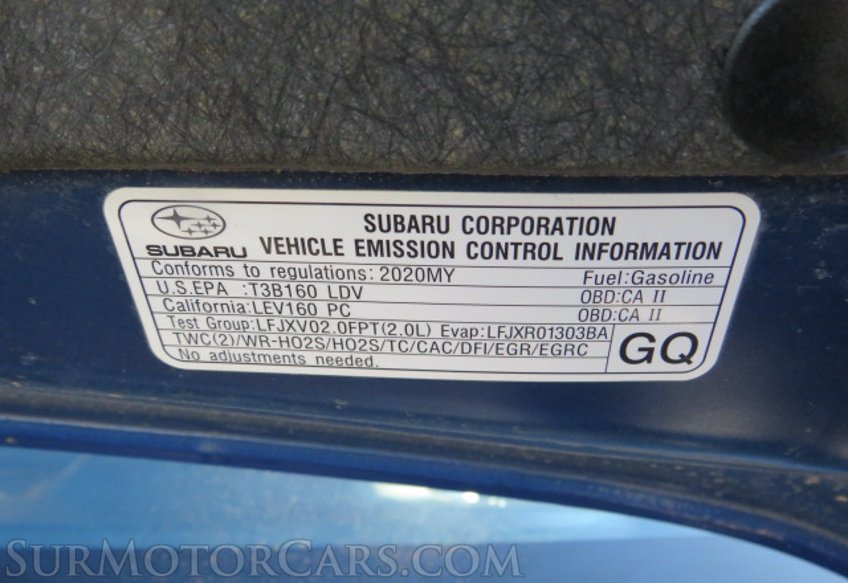 SUBARU CORPORATION
SUBARU VEHICLE EMISSION CONTROL INFORMATION
Conforms to regulations: 2020MY Fuel:Gasoline
U.S.EPA :T3B160 LDV OBD:CA II
California:LEV160 PC OBD:CA II
Test Group:LFJXV02.0FPT(2.0L) Evap:LFJXR01303BA
TWC(2)/WR-HO2S/HO2S/TC/CAC/DFI/EGR/EGRC GQ
No adjustments needed.
SURMOTORCARS.COM